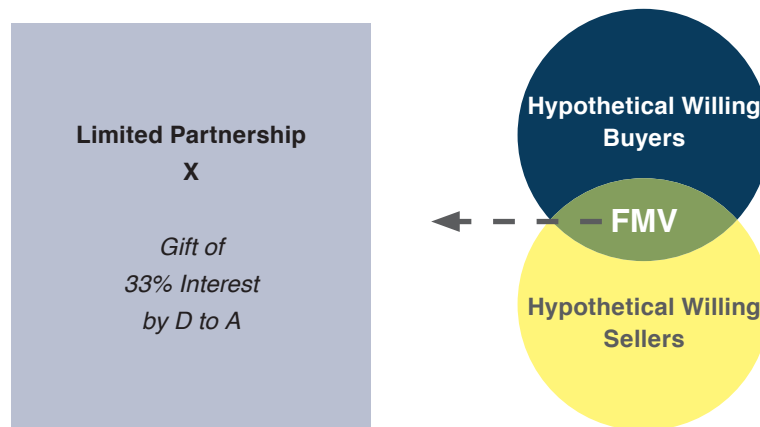 Limited Partnership
X
Gift of
33% Interest
by D to A
Hypothetical Willing
Buyers
FMV
Hypothetical Willing
Sellers